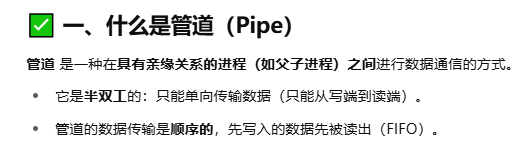 ✅ 一、什么是管道（Pipe）
管道 是一种在具有亲缘关系的进程（如父子进程）之间进行数据通信的方式。
• 它是半双工的：只能单向传输数据（只能从写端到读端）。
• 管道的数据传输是顺序的，先写入的数据先被读出（FIFO）。